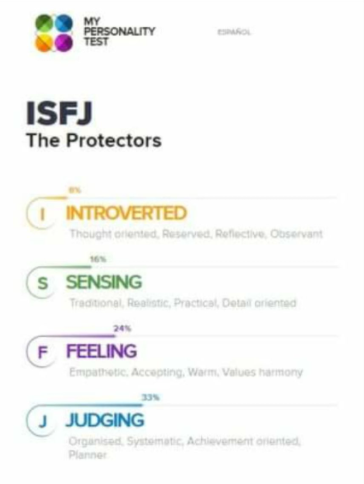 MY
PERSONALITY
TEST
ESPAÑOL
ISFJ
The Protectors
8%
I INTROVERTED
Thought oriented, Reserved, Reflective, Observant
16%
S SENSING
Traditional, Realistic, Practical, Detail oriented
24%
F FEELING
Empathetic, Accepting, Warm, Values harmony
33%
J JUDGING
Organised, Systematic, Achievement oriented,
Planner